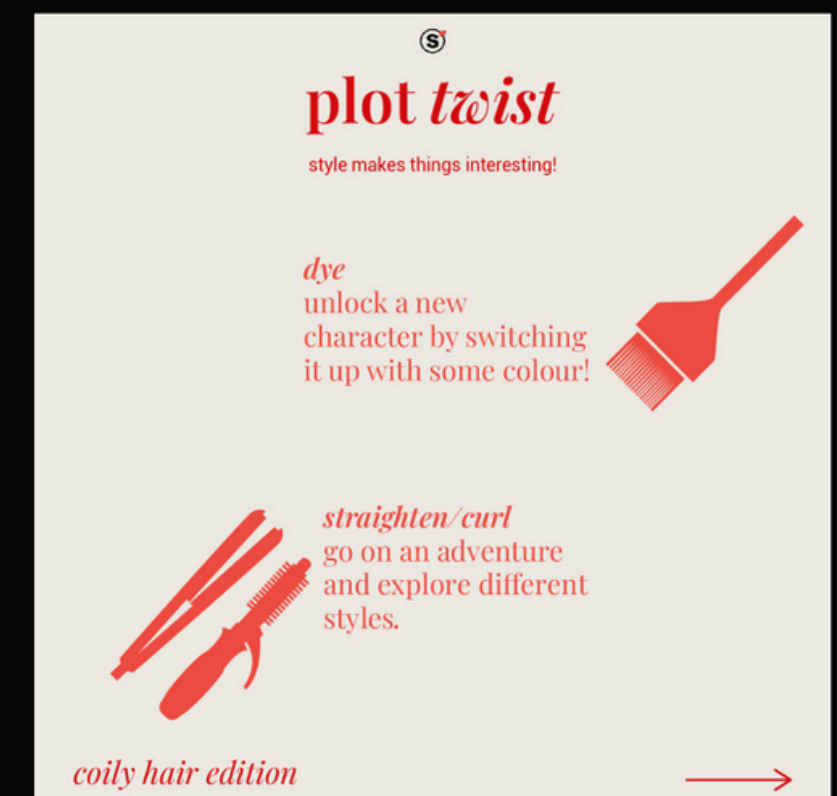 S
plot twist
style makes things interesting!
dye
unlock a new
character by switching
it up with some colour!
straighten/curl
go on an adventure
and explore different
styles.
coily hair edition